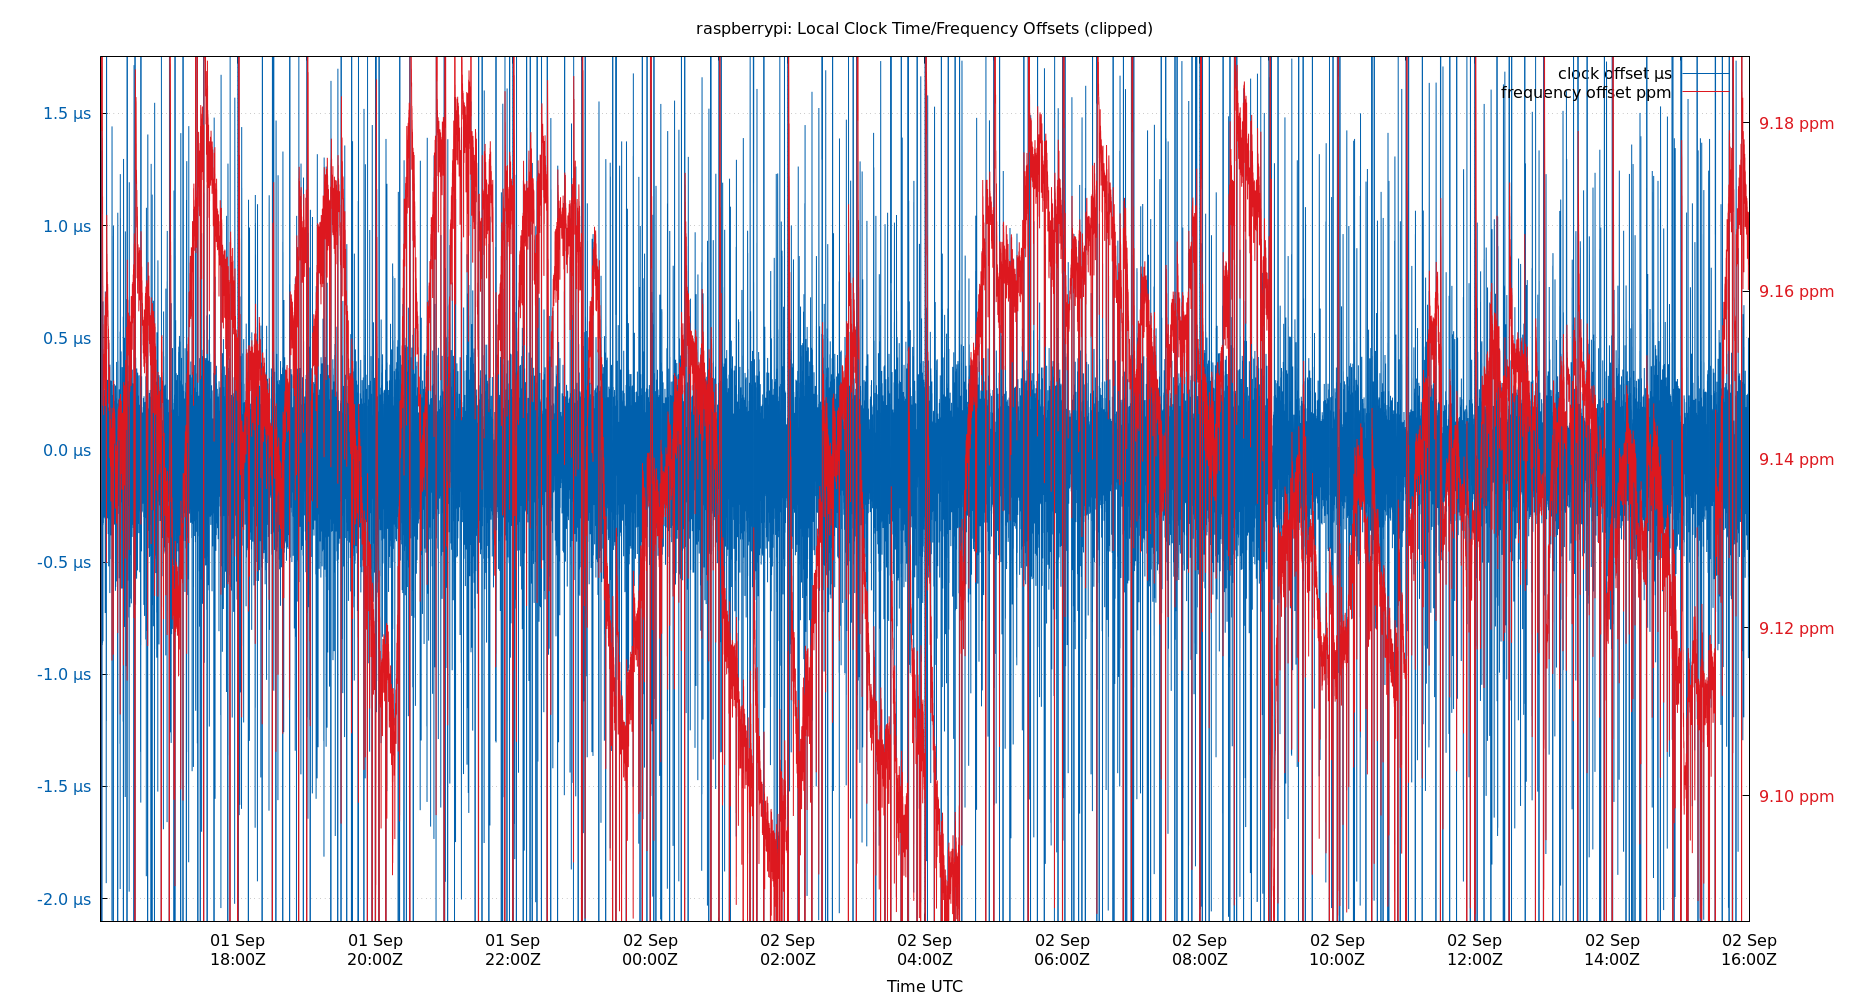 raspberrypi: Local Clock Time/Frequency Offsets (clipped)
clock offset µs
frequency offset ppm
1.5 µs
1.0 µs
0.5 µs
0.0 µs
-0.5 µs
-1.0 µs
-1.5 µs
-2.0 µs
9.18 ppm
9.16 ppm
9.14 ppm
9.12 ppm
9.10 ppm
01 Sep
18:00Z
01 Sep
20:00Z
01 Sep
22:00Z
02 Sep
00:00Z
02 Sep
02:00Z
02 Sep
04:00Z
02 Sep
06:00Z
02 Sep
08:00Z
02 Sep
10:00Z
02 Sep
12:00Z
02 Sep
14:00Z
02 Sep
16:00Z
Time UTC